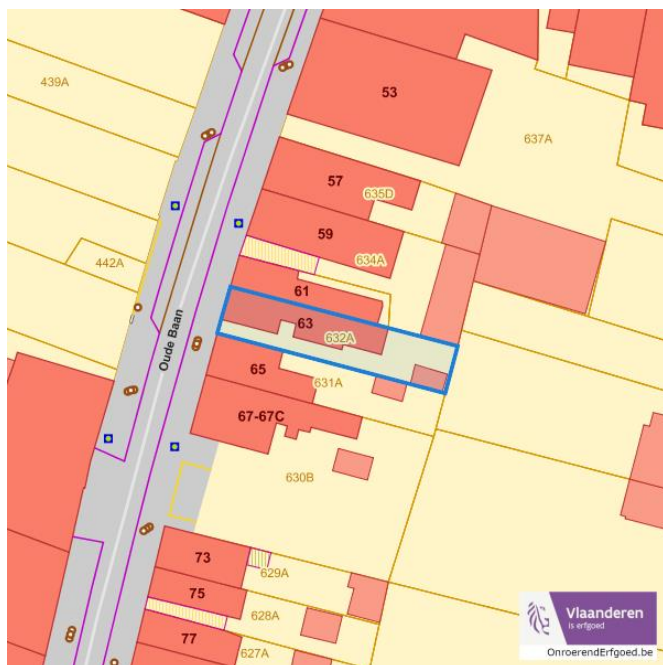 439A
53
637A
57
635D
59
634A
442A
61
63
632A
Oude Baan
65
631A
67-67C
630B
73
629A
75
628A
77
627A
Vlaanderen
is erfgoed
OnroerendErfgoed.be